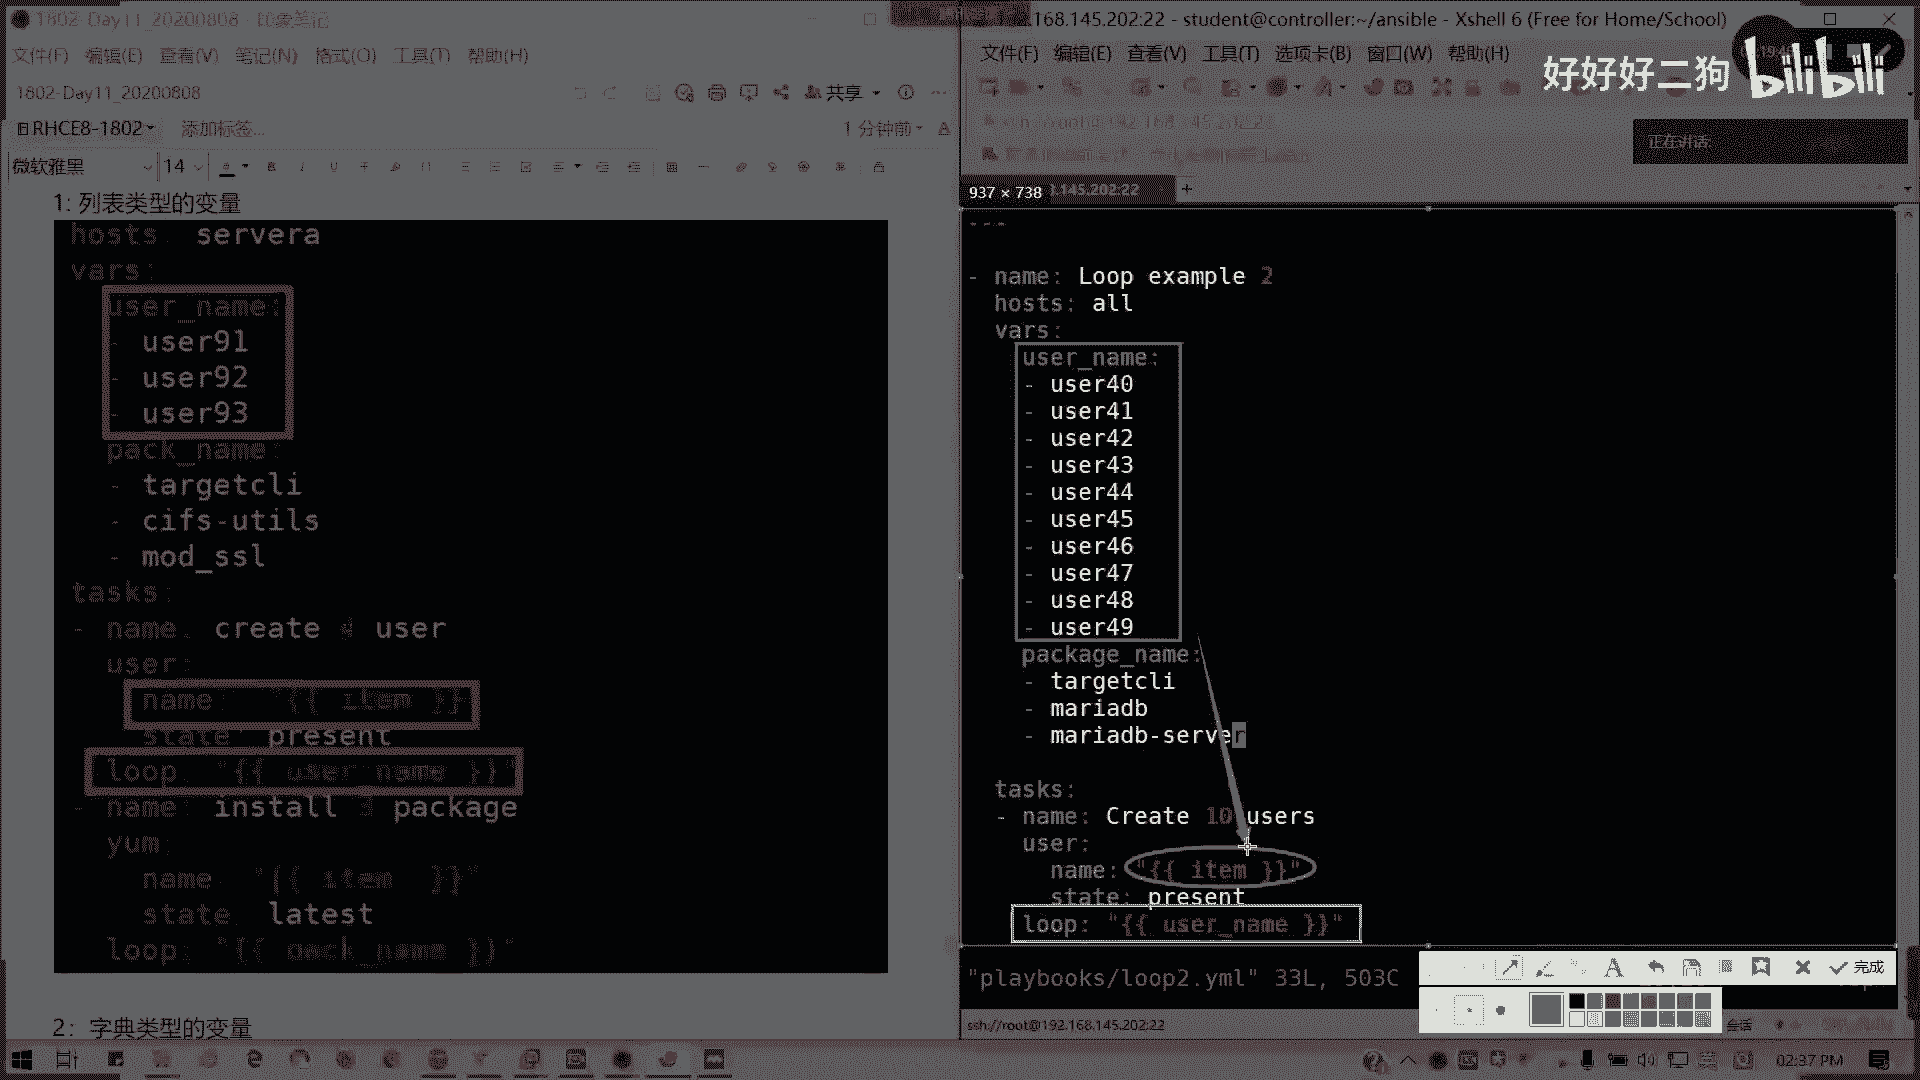 1802-Day11_20200808 - 印象笔记
文件(F) 编辑(E) 查看(V) 笔记(N) 格式(O) 工具(T) 帮助(H)
1802-Day11_20200808
共享
RHCE8-1802
添加标签...
1 分钟前
微软雅黑
14
1: 列表类型的变量
hosts: servera
vars:
user_name:
- user91
- user92
- user93
pack_name:
- targetcli
- cifs-utils
- mod_ssl
tasks:
- name: create 3 user
user:
name: "{{ item }}
state: present
loop: "{{ user_name }}"
- name: install 3 package
yum:
name: "{{ item }}"
state: latest
loop: "{{ pack_name }}"
2: 字典类型的变量
.168.145.202:22 - student@controller:~/ansible - Xshell 6 (Free for Home/School)
文件(F) 编辑(E) 查看(V) 工具(T) 选项卡(B) 窗口(W) 帮助(H)
好好好二狗
bilibili
正在讲话:
937 × 738
.145.202:22
---
- name: Loop example 2
hosts: all
vars:
user_name:
- user40
- user41
- user42
- user43
- user44
- user45
- user46
- user47
- user48
- user49
package_name:
- targetcli
- mariadb
- mariadb-server
tasks:
- name: Create 10 users
user:
name: "{{ item }}"
state: present
loop: "{{ user_name }}"
"playbooks/loop2.yml" 33L, 503C
完成
ssh://root@192.168.145.202:22
会话
英
02:37 PM